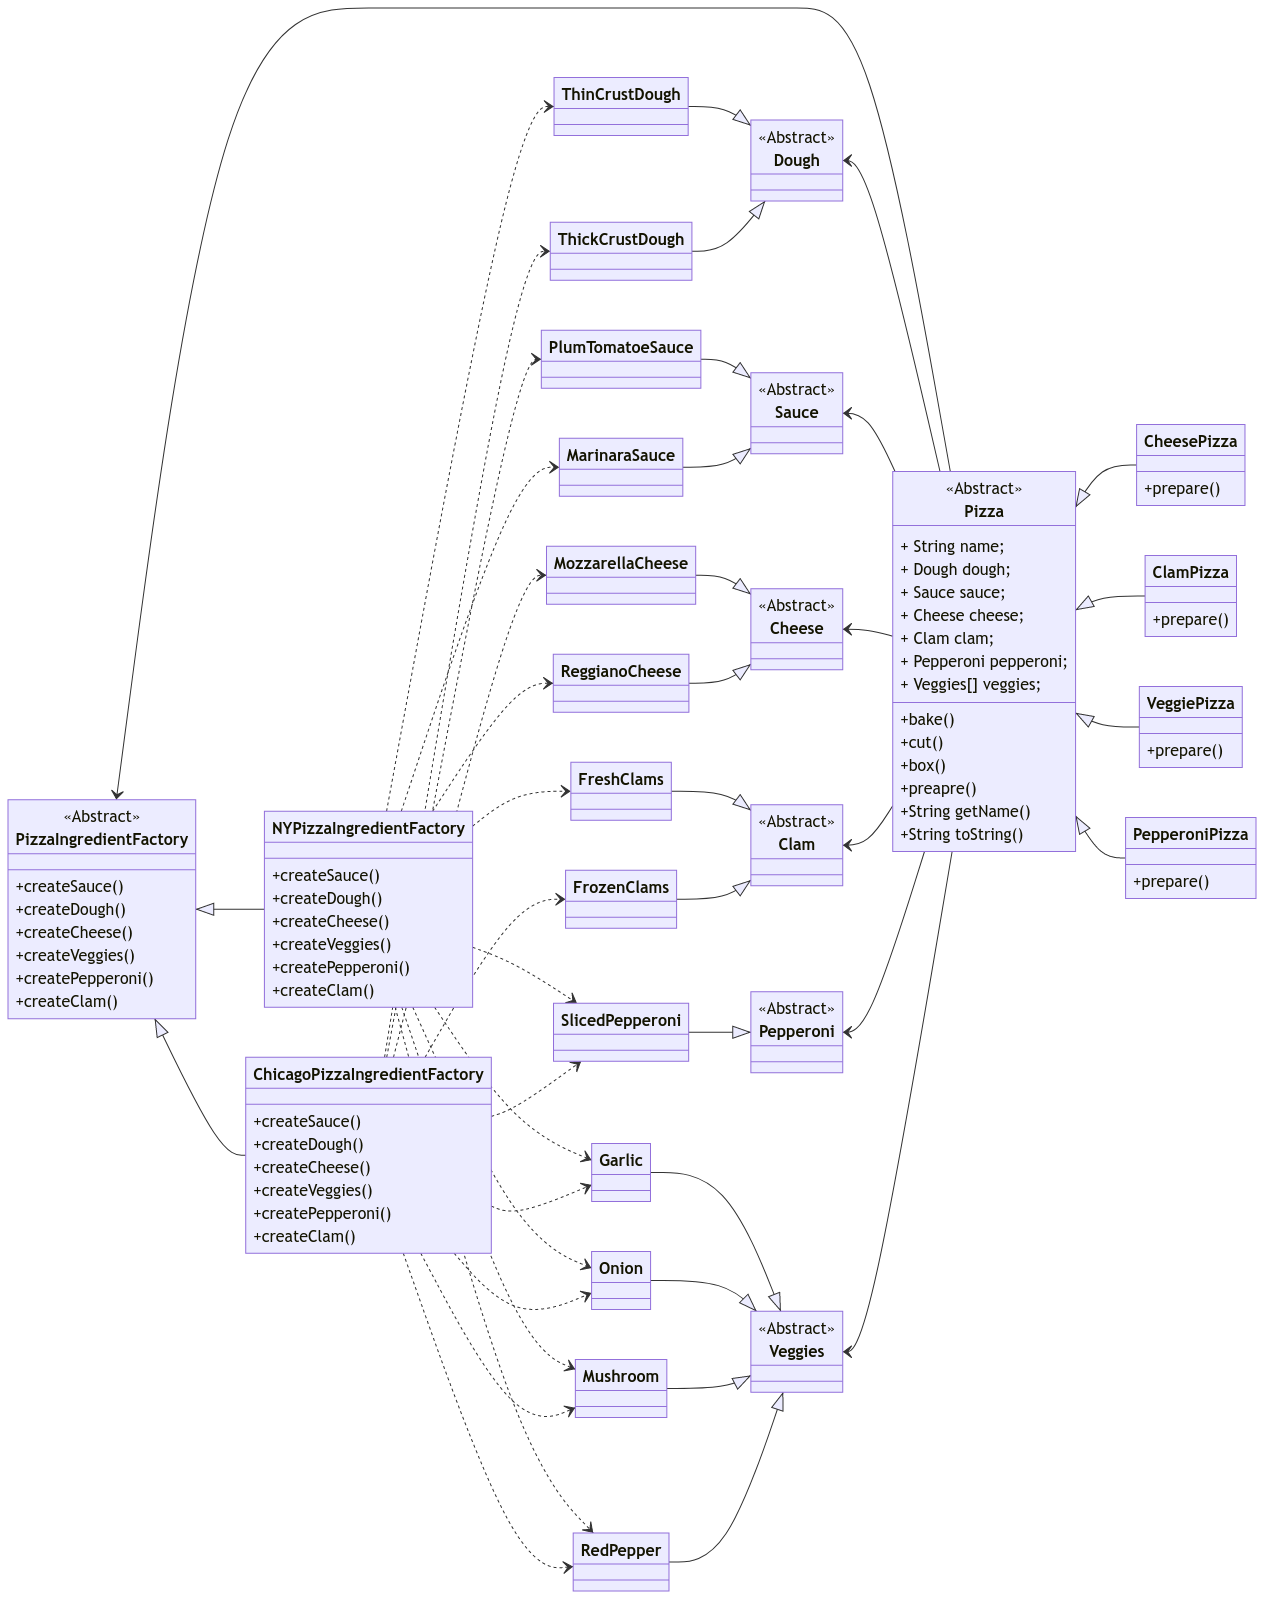 ThinCrustDough
«Abstract»
Dough
ThickCrustDough
PlumTomatoeSauce
«Abstract»
Sauce
MarinaraSauce
MozzarellaCheese
«Abstract»
Cheese
ReggianoCheese
FreshClams
«Abstract»
Clam
FrozenClams
SlicedPepperoni
«Abstract»
Pepperoni
Garlic
Onion
Mushroom
«Abstract»
Veggies
RedPepper
«Abstract»
PizzaIngredientFactory
+createSauce()
+createDough()
+createCheese()
+createVeggies()
+createPepperoni()
+createClam()
NYPizzaIngredientFactory
+createSauce()
+createDough()
+createCheese()
+createVeggies()
+createPepperoni()
+createClam()
ChicagoPizzaIngredientFactory
+createSauce()
+createDough()
+createCheese()
+createVeggies()
+createPepperoni()
+createClam()
«Abstract»
Pizza
+ String name;
+ Dough dough;
+ Sauce sauce;
+ Cheese cheese;
+ Clam clam;
+ Pepperoni pepperoni;
+ Veggies[] veggies;
+bake()
+cut()
+box()
+preapre()
+String getName()
+String toString()
CheesePizza
+prepare()
ClamPizza
+prepare()
VeggiePizza
+prepare()
PepperoniPizza
+prepare()